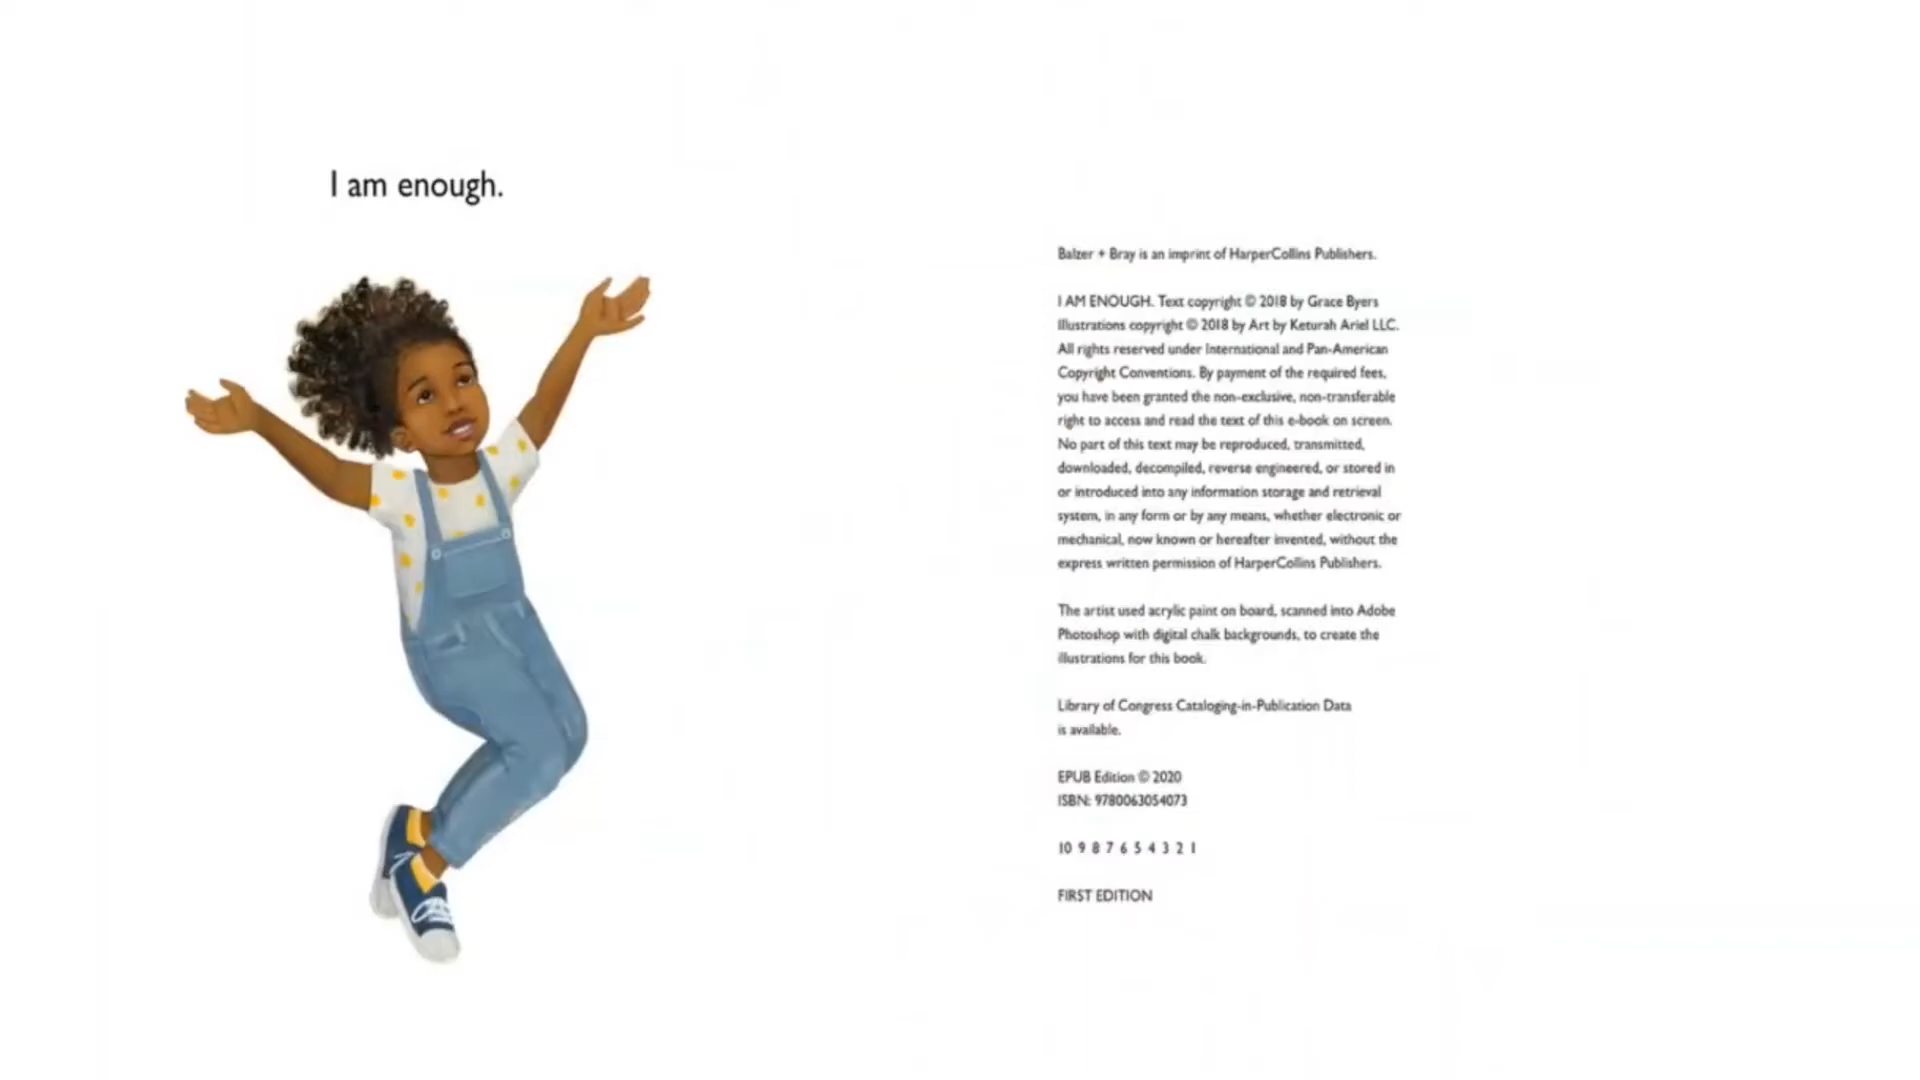 I am enough.
Balzer + Bray is an imprint of HarperCollins Publishers.
I AM ENOUGH. Text copyright © 2018 by Grace Byers
Illustrations copyright © 2018 by Art by Keturah Ariel LLC.
All rights reserved under International and Pan-American
Copyright Conventions. By payment of the required fees,
you have been granted the non-exclusive, non-transferable
right to access and read the text of this e-book on screen.
No part of this text may be reproduced, transmitted,
downloaded, decompiled, reverse engineered, or stored in
or introduced into any information storage and retrieval
system, in any form or by any means, whether electronic or
mechanical, now known or hereafter invented, without the
express written permission of HarperCollins Publishers.
The artist used acrylic paint on board, scanned into Adobe
Photoshop with digital chalk backgrounds, to create the
illustrations for this book.
Library of Congress Cataloging-in-Publication Data
is available.
EPUB Edition © 2020
ISBN: 9780063054073
10 9 8 7 6 5 4 3 2 1
FIRST EDITION